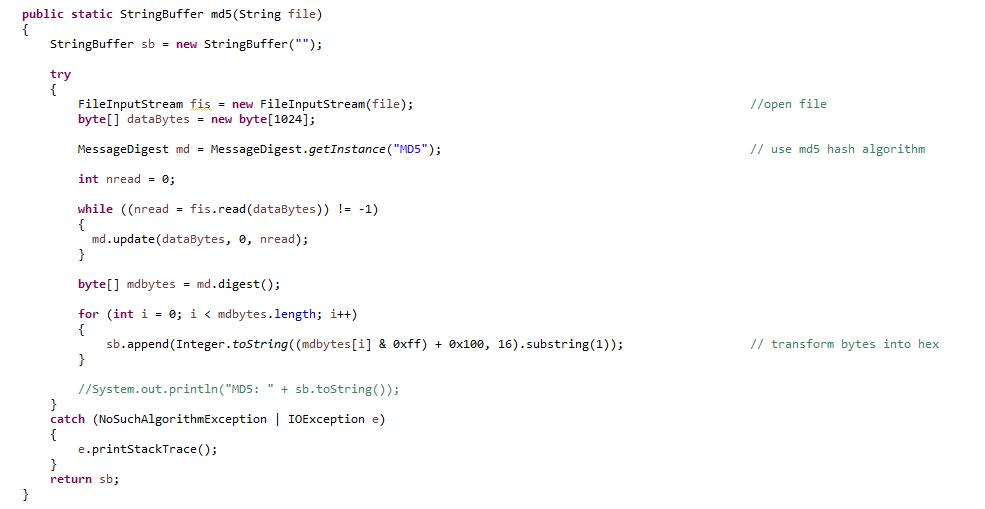 public static StringBuffer md5(String file)
{
    StringBuffer sb = new StringBuffer("");

    try
    {
        FileInputStream fis = new FileInputStream(file);                                                //open file
        byte[] dataBytes = new byte[1024];

        MessageDigest md = MessageDigest.getInstance("MD5");                                            // use md5 hash algorithm

        int nread = 0;

        while ((nread = fis.read(dataBytes)) != -1)
        {
          md.update(dataBytes, 0, nread);
        }

        byte[] mdbytes = md.digest();

        for (int i = 0; i < mdbytes.length; i++)
        {
            sb.append(Integer.toString((mdbytes[i] & 0xff) + 0x100, 16).substring(1));                  // transform bytes into hex
        }

        //System.out.println("MD5: " + sb.toString());
    }
    catch (NoSuchAlgorithmException | IOException e)
    {
        e.printStackTrace();
    }
    return sb;
}